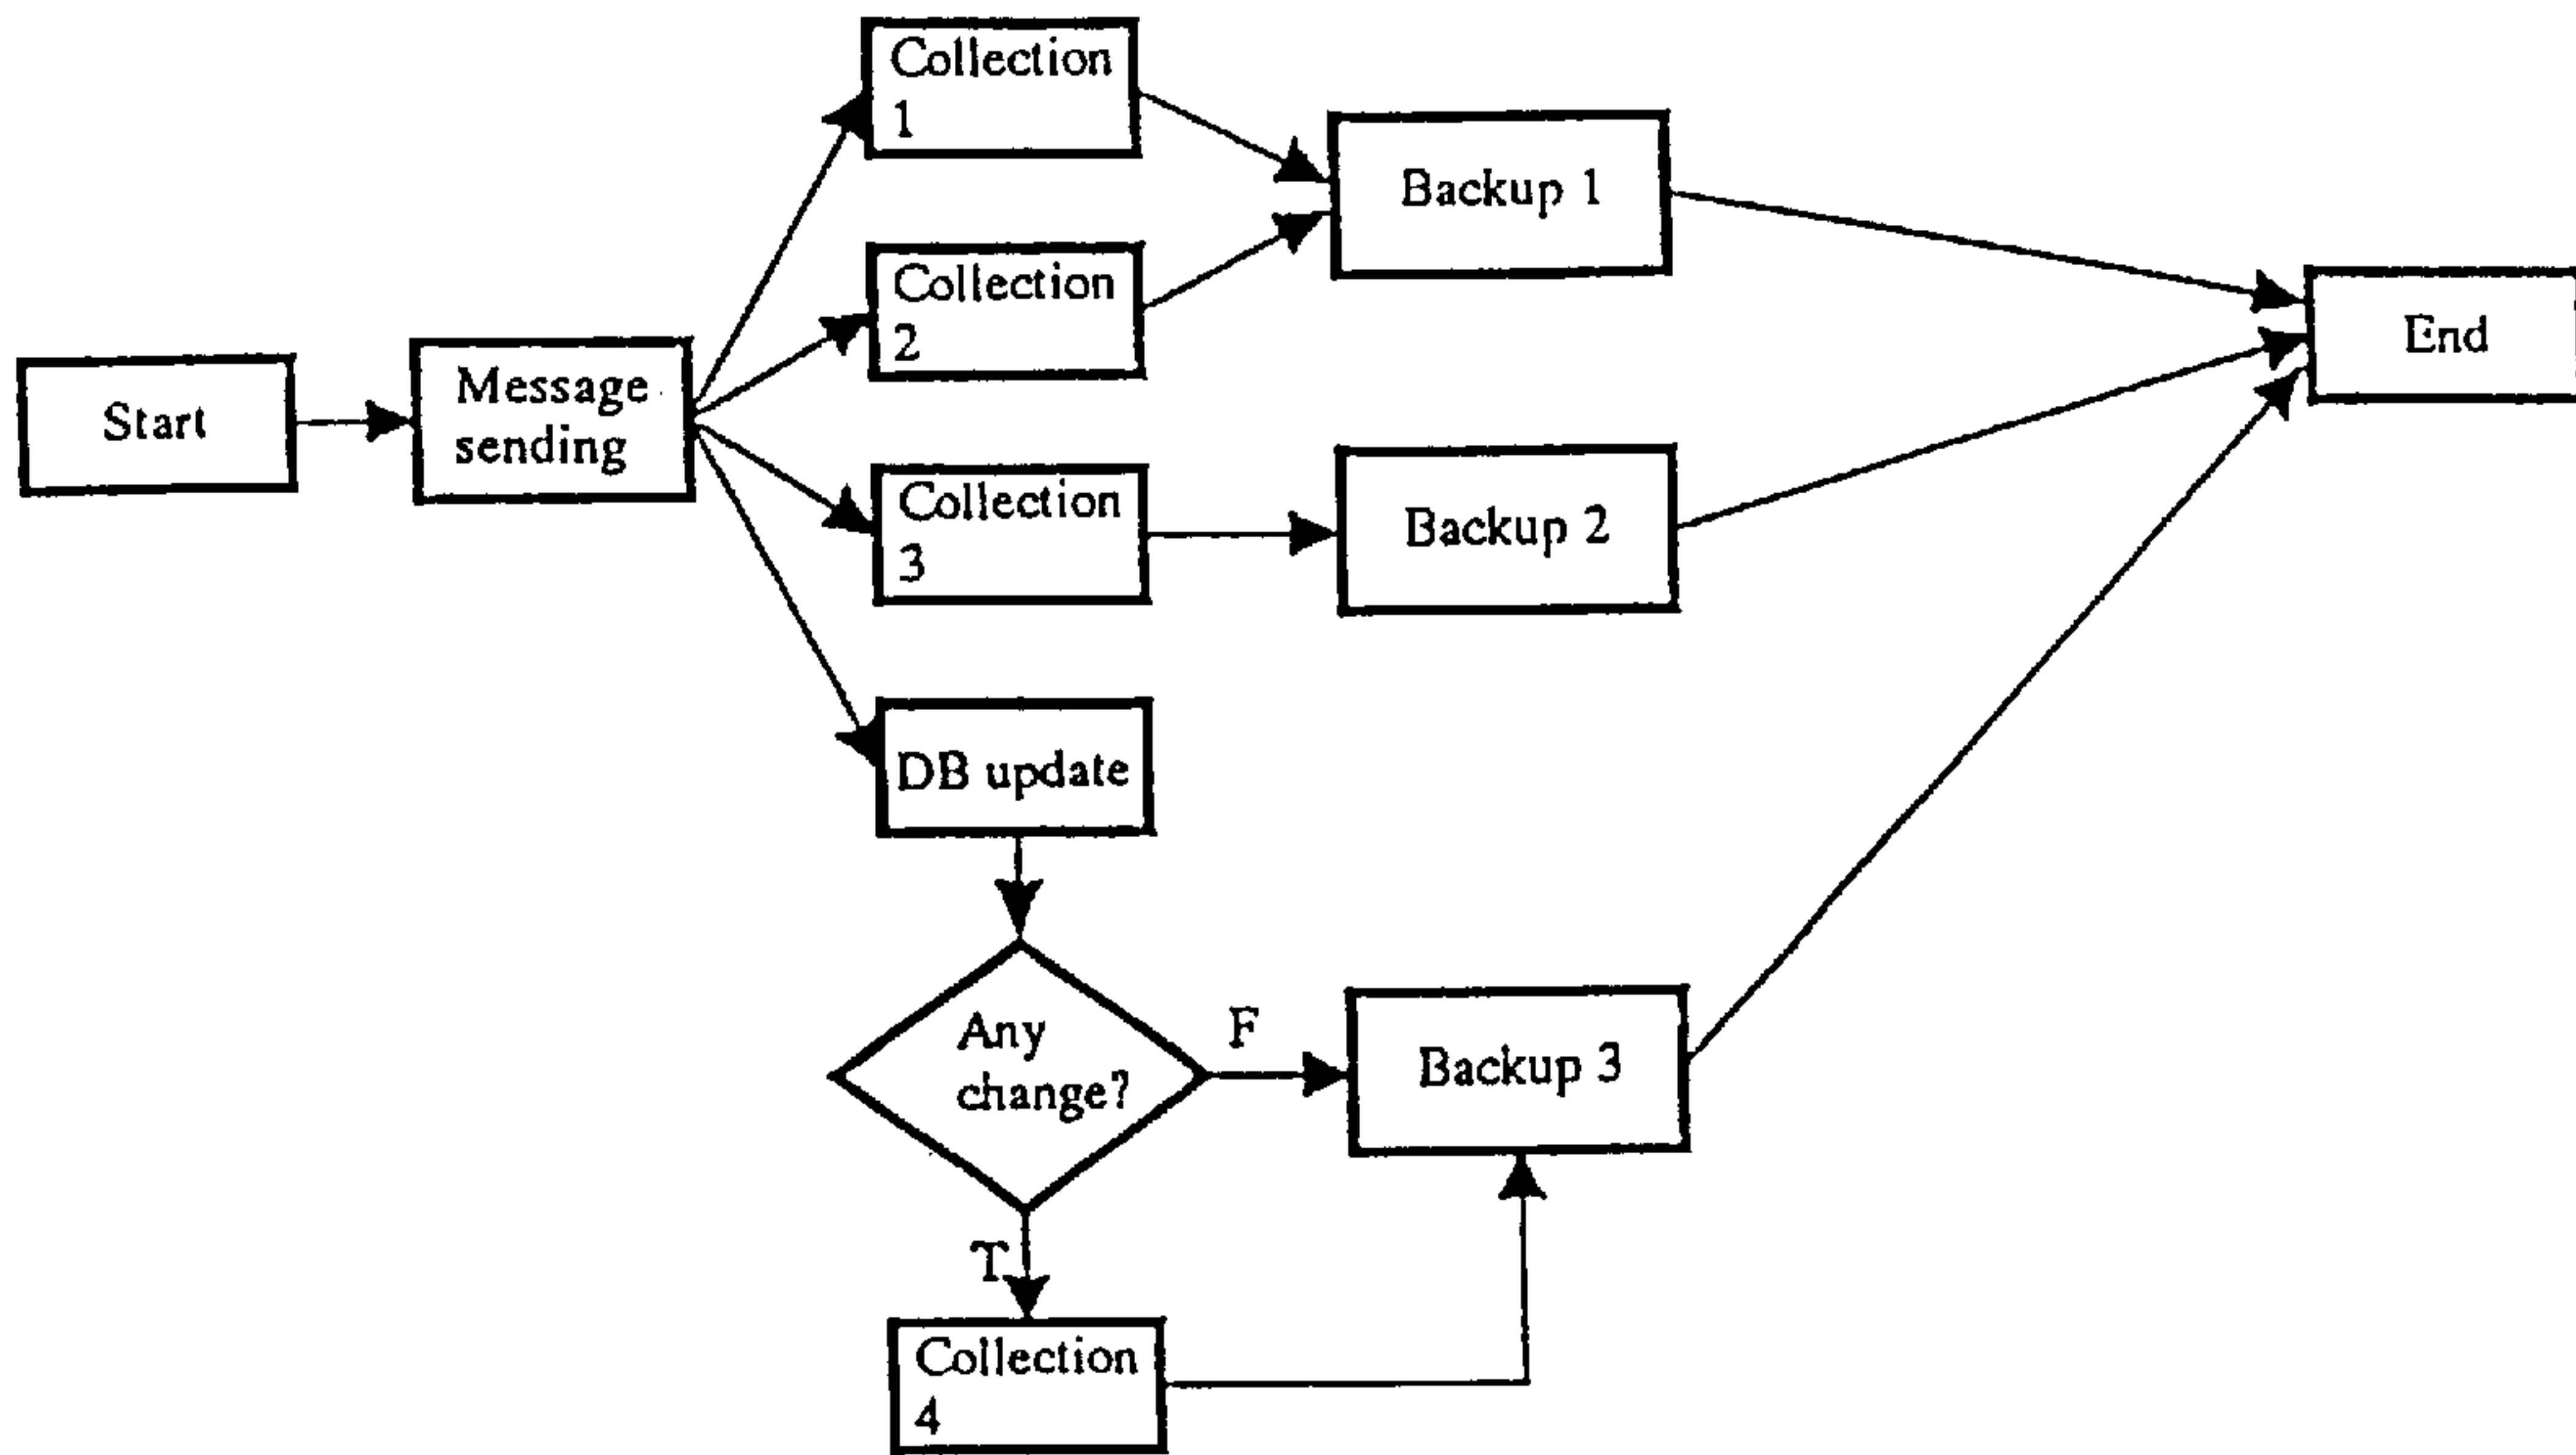 Collection
1
Backup 1
Collection
2
End
Start
Message
sending
Collection
3
Backup 2
DB update
Any
change?
F
Backup 3
T
Collection
4